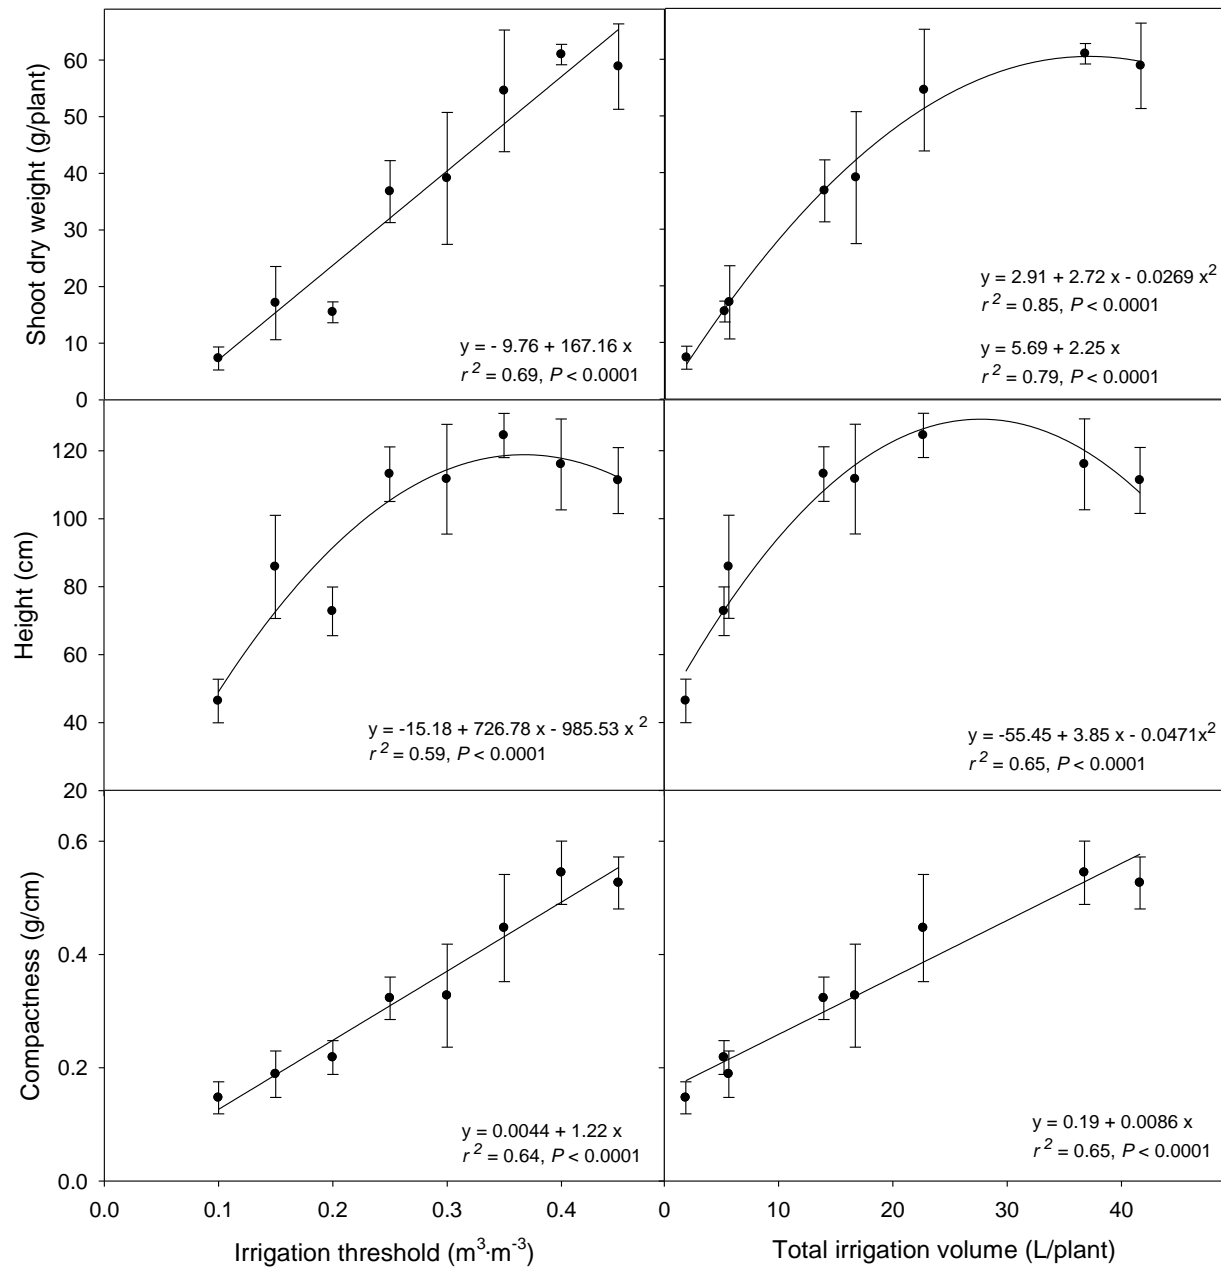 Shoot dry weight (g/plant)
60
50
40
30
20
10
0
y = - 9.76 + 167.16 x
r² = 0.69, P < 0.0001
y = 2.91 + 2.72 x - 0.0269 x²
r² = 0.85, P < 0.0001
y = 5.69 + 2.25 x
r² = 0.79, P < 0.0001
Height (cm)
120
100
80
60
40
20
y = -15.18 + 726.78 x - 985.53 x²
r² = 0.59, P < 0.0001
y = -55.45 + 3.85 x - 0.0471x²
r² = 0.65, P < 0.0001
Compactness (g/cm)
0.6
0.4
0.2
0.0
y = 0.0044 + 1.22 x
r² = 0.64, P < 0.0001
y = 0.19 + 0.0086 x
r² = 0.65, P < 0.0001
0.0 0.1 0.2 0.3 0.4
0 10 20 30 40
Irrigation threshold (m³·m⁻³)
Total irrigation volume (L/plant)